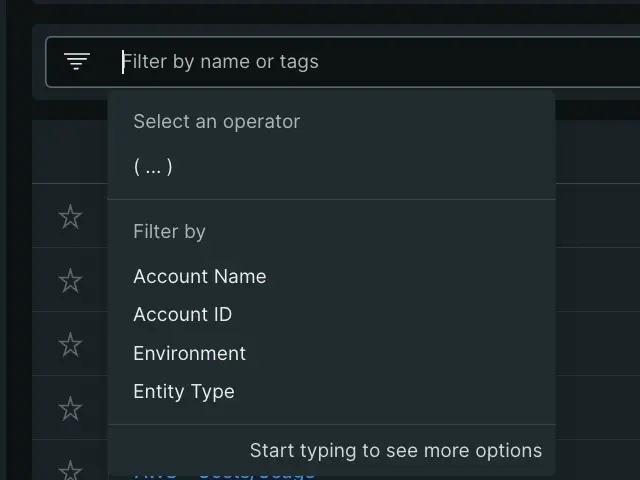 Filter by name or tags
Select an operator
( ... )
Filter by
Account Name
Account ID
Environment
Entity Type
Start typing to see more options